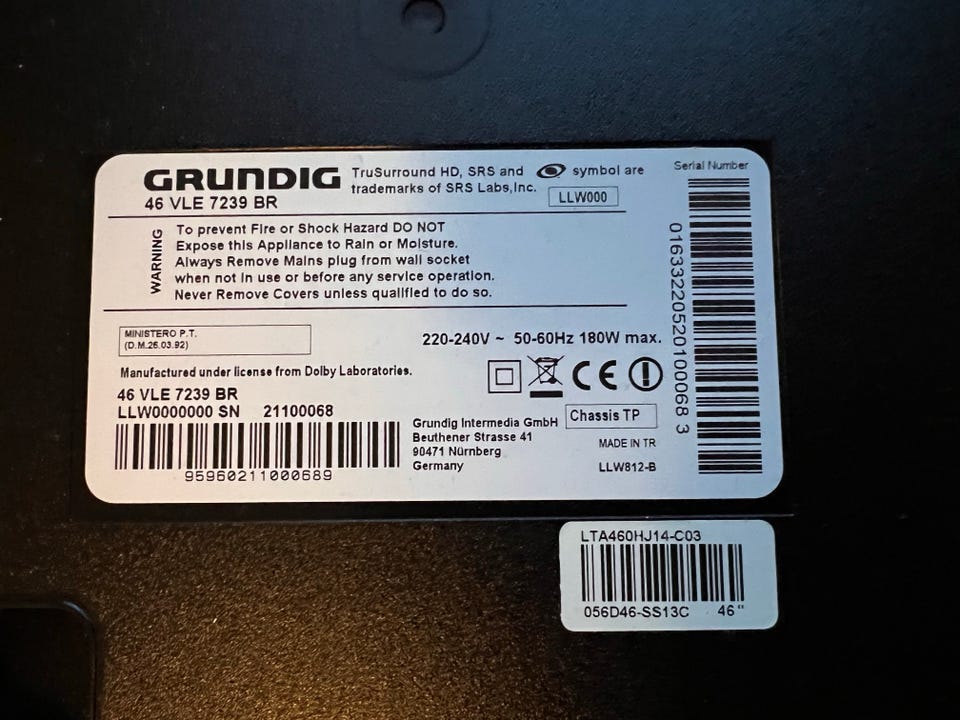 GRUNDIG
46 VLE 7239 BR
TruSurround HD, SRS and symbol are
trademarks of SRS Labs,Inc.
LLW000
WARNING
To prevent Fire or Shock Hazard DO NOT
Expose this Appliance to Rain or Moisture.
Always Remove Mains plug from wall socket
when not in use or before any service operation.
Never Remove Covers unless qualified to do so.
MINISTERO P.T.
(D.M.26.03.92)
220-240V ~ 50-60Hz 180W max.
Manufactured under license from Dolby Laboratories.
CE
46 VLE 7239 BR
LLW0000000 SN 21100068
95960211000689
Grundig Intermedia GmbH
Beuthener Strasse 41
90471 Nürnberg
Germany
Chassis TP
MADE IN TR
LLW812-B
Serial Number
01633220520100068 3
LTA460HJ14-C03
056D46-SS13C 46"